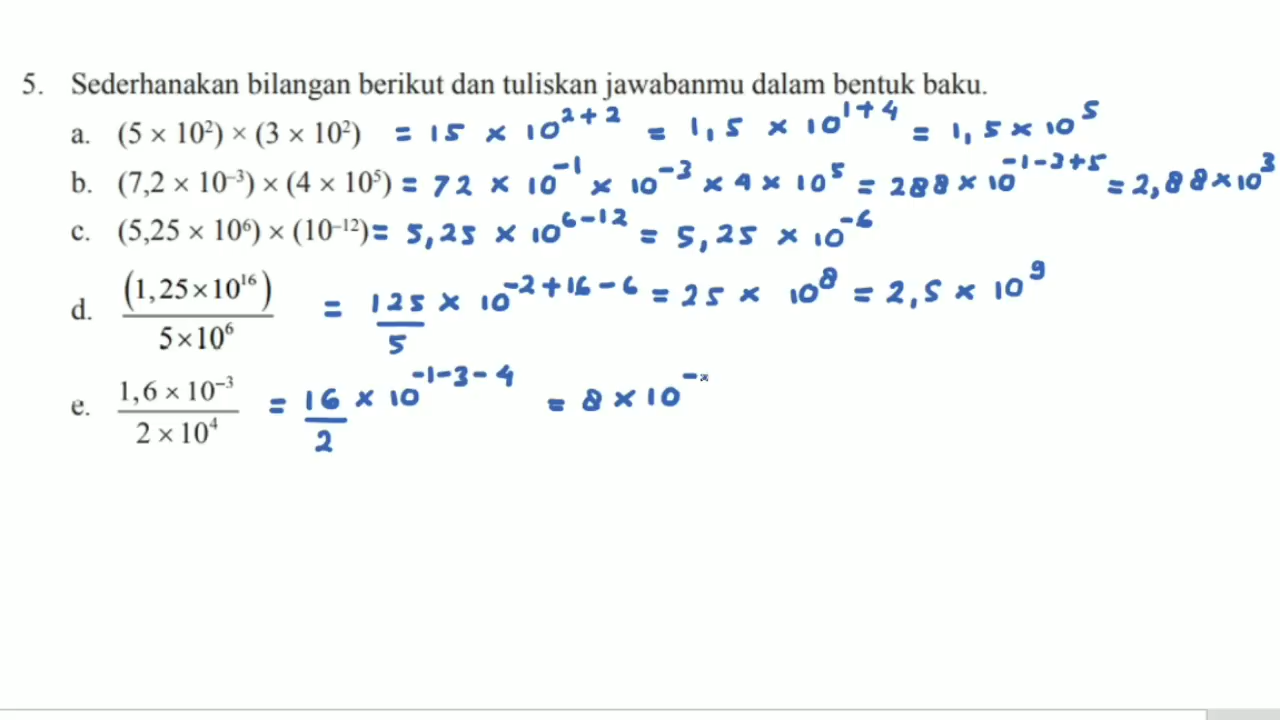 5. Sederhanakan bilangan berikut dan tuliskan jawabanmu dalam bentuk baku.
a. (5 × 10²) × (3 × 10²) = 15 × 10²⁺² = 1,5 × 10¹⁺⁴ = 1,5 × 10⁵
b. (7,2 × 10⁻³) × (4 × 10⁵) = 72 × 10⁻¹ × 10⁻³ × 4 × 10⁵ = 288 × 10⁻¹⁻³⁺⁵ = 2,88 × 10³
c. (5,25 × 10⁶) × (10⁻¹²) = 5,25 × 10⁶⁻¹² = 5,25 × 10⁻⁶
d. (1,25×10¹⁶) / 5×10⁶ = 125/5 × 10⁻²⁺¹⁶⁻⁶ = 25 × 10⁸ = 2,5 × 10⁹
e. 1,6 × 10⁻³ / 2 × 10⁴ = 16/2 × 10⁻¹⁻³⁻⁴ = 8 × 10⁻